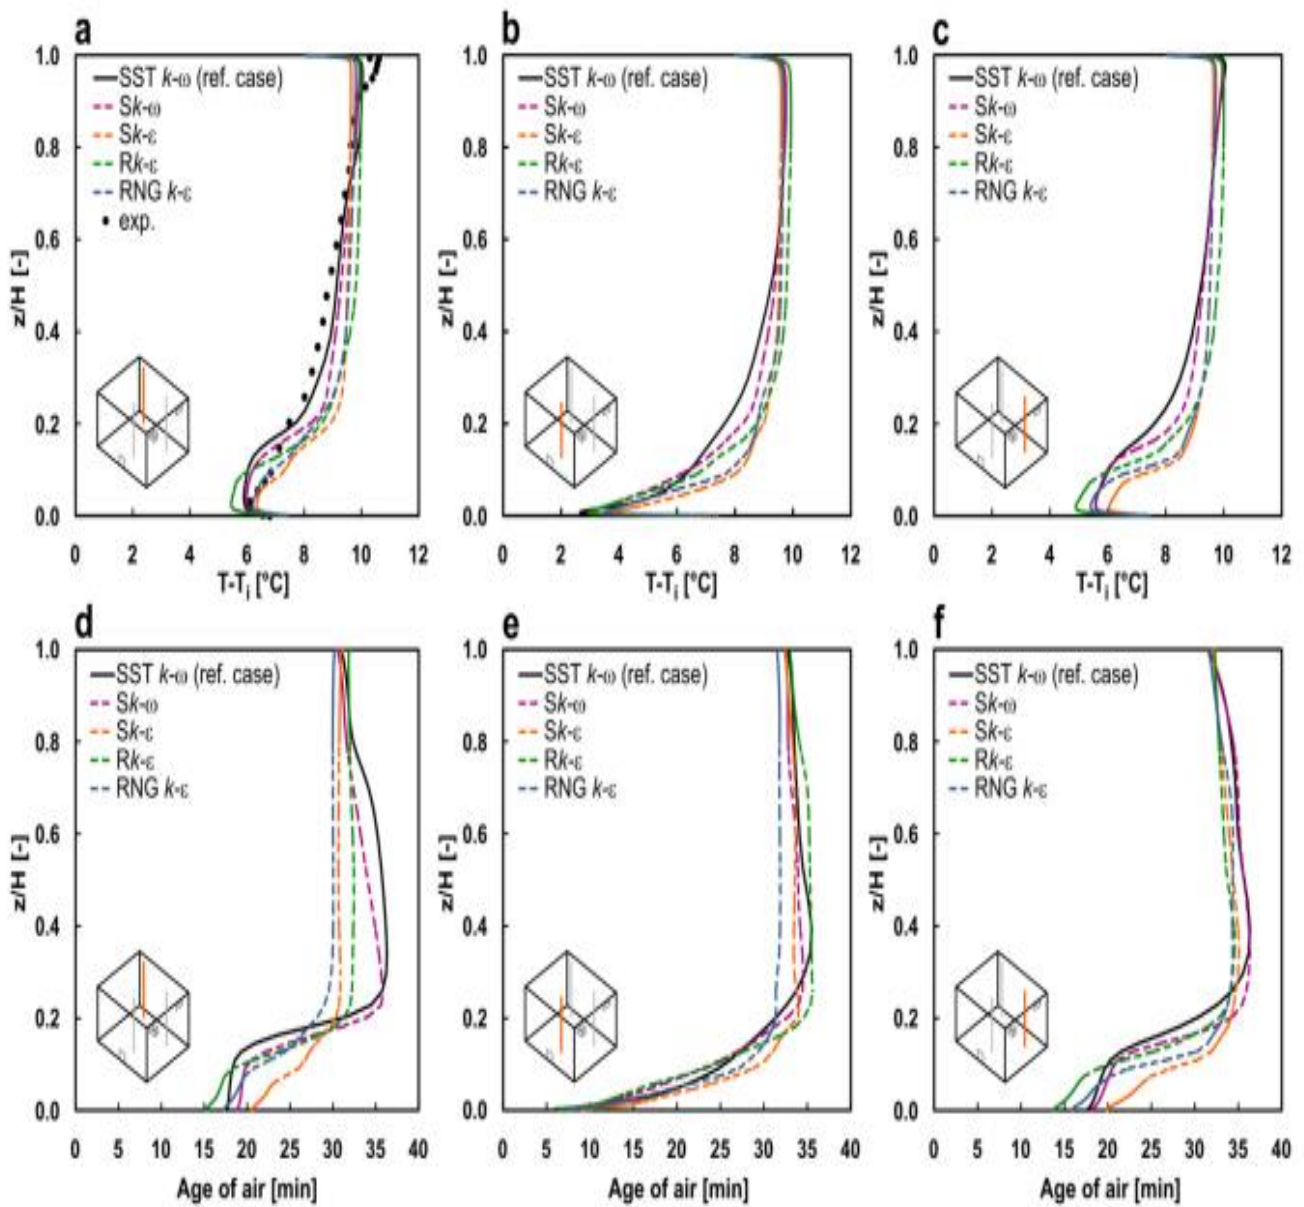 a
1.0
SST k-ω (ref. case)
Sk-ω
Sk-ε
Rk-ε
RNG k-ε
exp.
0.8
0.6
0.4
0.2
0.0
z/H [-]
0 2 4 6 8 10 12
T-Ti [°C]
b
1.0
SST k-ω (ref. case)
Sk-ω
Sk-ε
Rk-ε
RNG k-ε
0.8
0.6
0.4
0.2
0.0
z/H [-]
0 2 4 6 8 10 12
T-Ti [°C]
c
1.0
SST k-ω (ref. case)
Sk-ω
Sk-ε
Rk-ε
RNG k-ε
0.8
0.6
0.4
0.2
0.0
z/H [-]
0 2 4 6 8 10 12
T-Ti [°C]
d
1.0
SST k-ω (ref. case)
Sk-ω
Sk-ε
Rk-ε
RNG k-ε
0.8
0.6
0.4
0.2
0.0
z/H [-]
0 5 10 15 20 25 30 35 40
Age of air [min]
e
1.0
SST k-ω (ref. case)
Sk-ω
Sk-ε
Rk-ε
RNG k-ε
0.8
0.6
0.4
0.2
0.0
z/H [-]
0 5 10 15 20 25 30 35 40
Age of air [min]
f
1.0
SST k-ω (ref. case)
Sk-ω
Sk-ε
Rk-ε
RNG k-ε
0.8
0.6
0.4
0.2
0.0
z/H [-]
0 5 10 15 20 25 30 35 40
Age of air [min]